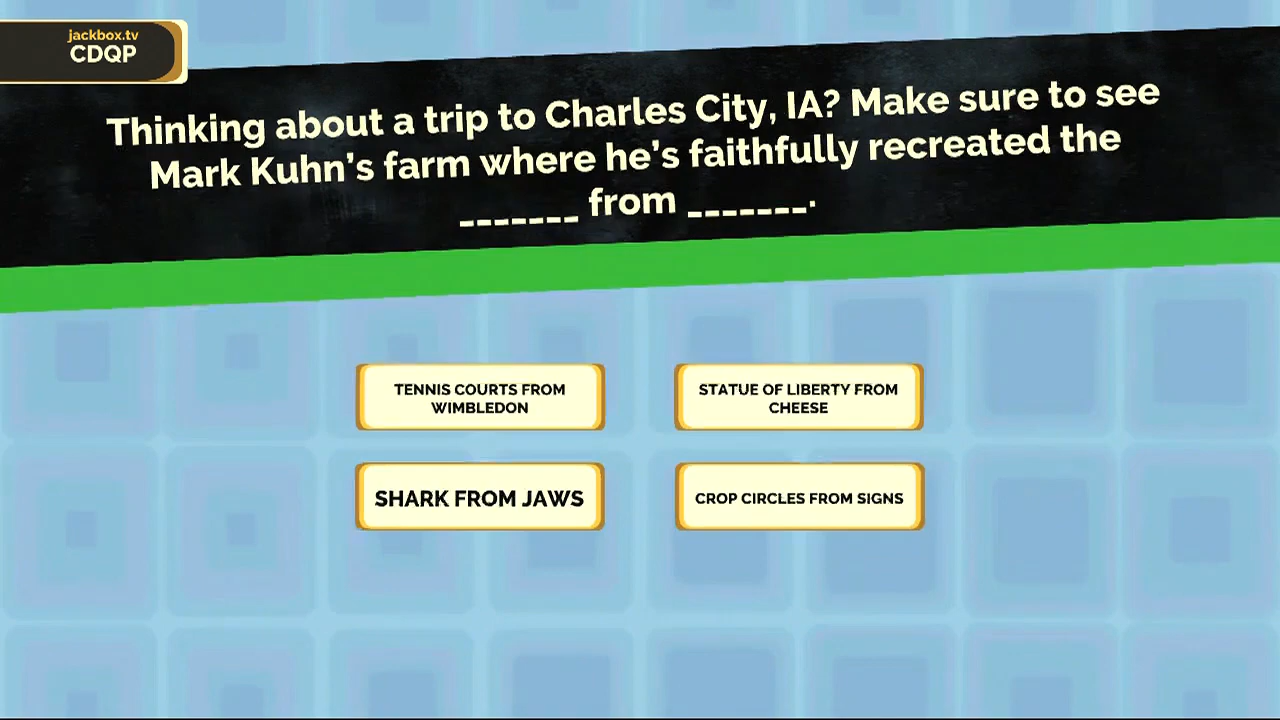 jackbox.tv
CDQP
Thinking about a trip to Charles City, IA? Make sure to see
Mark Kuhn's farm where he's faithfully recreated the
_______ from _______.
TENNIS COURTS FROM
WIMBLEDON
STATUE OF LIBERTY FROM
CHEESE
SHARK FROM JAWS
CROP CIRCLES FROM SIGNS